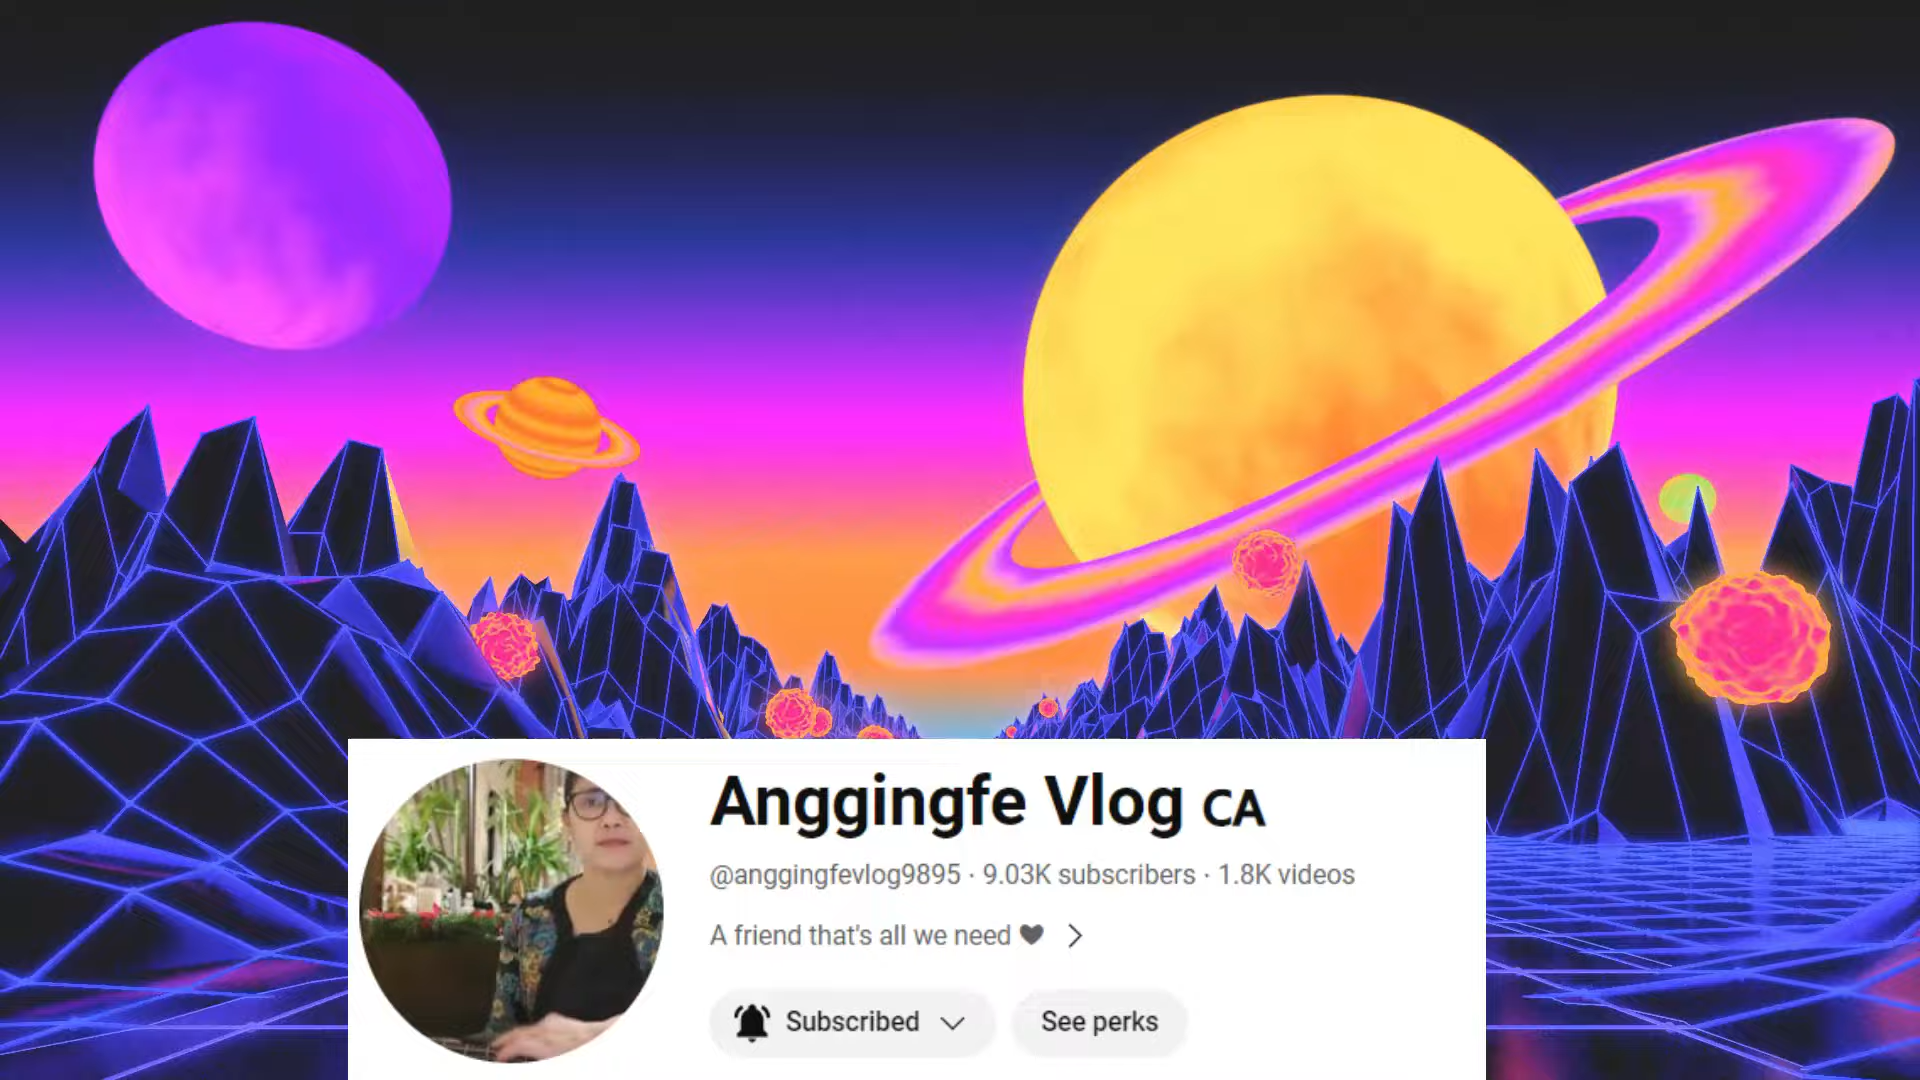 Anggingfe Vlog CA
@anggingfevlog9895 · 9.03K subscribers · 1.8K videos
A friend that's all we need ♥
Subscribed
See perks